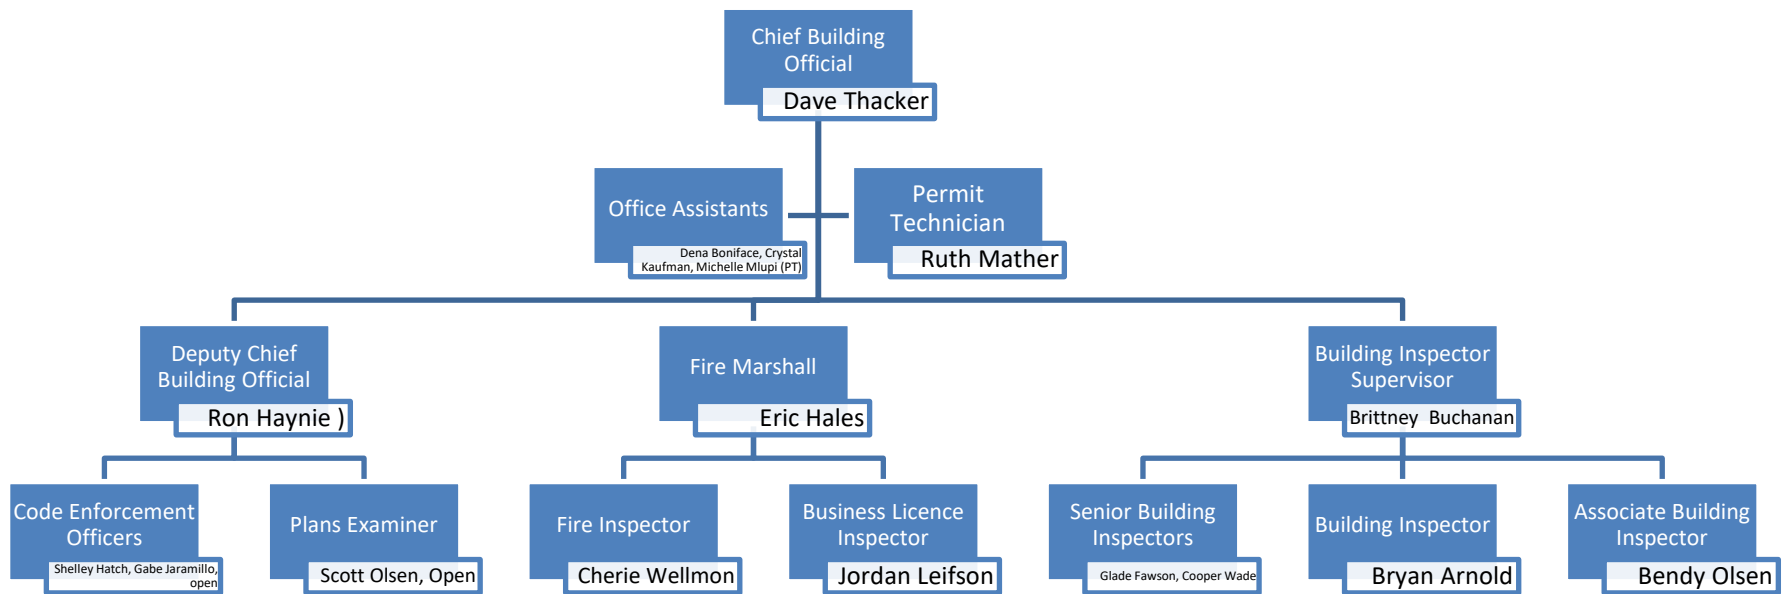 Chief Building
Official
Dave Thacker
Office Assistants
Dena Boniface, Crystal
Kaufman, Michelle Mlupi (PT)
Permit
Technician
Ruth Mather
Deputy Chief
Building Official
Ron Haynie )
Fire Marshall
Eric Hales
Building Inspector
Supervisor
Brittney  Buchanan
Code Enforcement
Officers
Shelley Hatch, Gabe Jaramillo,
open
Plans Examiner
Scott Olsen, Open
Fire Inspector
Cherie Wellmon
Business Licence
Inspector
Jordan Leifson
Senior Building
Inspectors
Glade Fawson, Cooper Wade
Building Inspector
Bryan Arnold
Associate Building
Inspector
Bendy Olsen